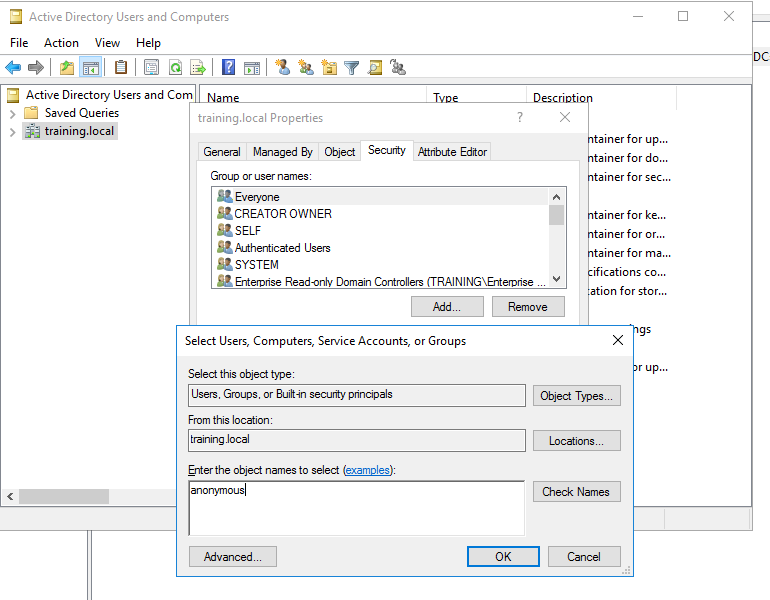 Active Directory Users and Computers
File Action View Help
DC
Active Directory Users and Com
Saved Queries
training.local
Name Type Description
training.local Properties ?
General Managed By Object Security Attribute Editor
Group or user names:
Everyone
CREATOR OWNER
SELF
Authenticated Users
SYSTEM
Enterprise Read-only Domain Controllers (TRAINING\Enterprise ...
Add... Remove
ntainer for up...
ntainer for do...
ntainer for sec...
ntainer for ke...
ntainer for or...
ntainer for ma...
cifications co...
ation for stor...
ngs
or up...
Select Users, Computers, Service Accounts, or Groups
Select this object type:
Users, Groups, or Built-in security principals
Object Types...
From this location:
training.local
Locations...
Enter the object names to select (examples):
anonymous
Check Names
Advanced... OK Cancel